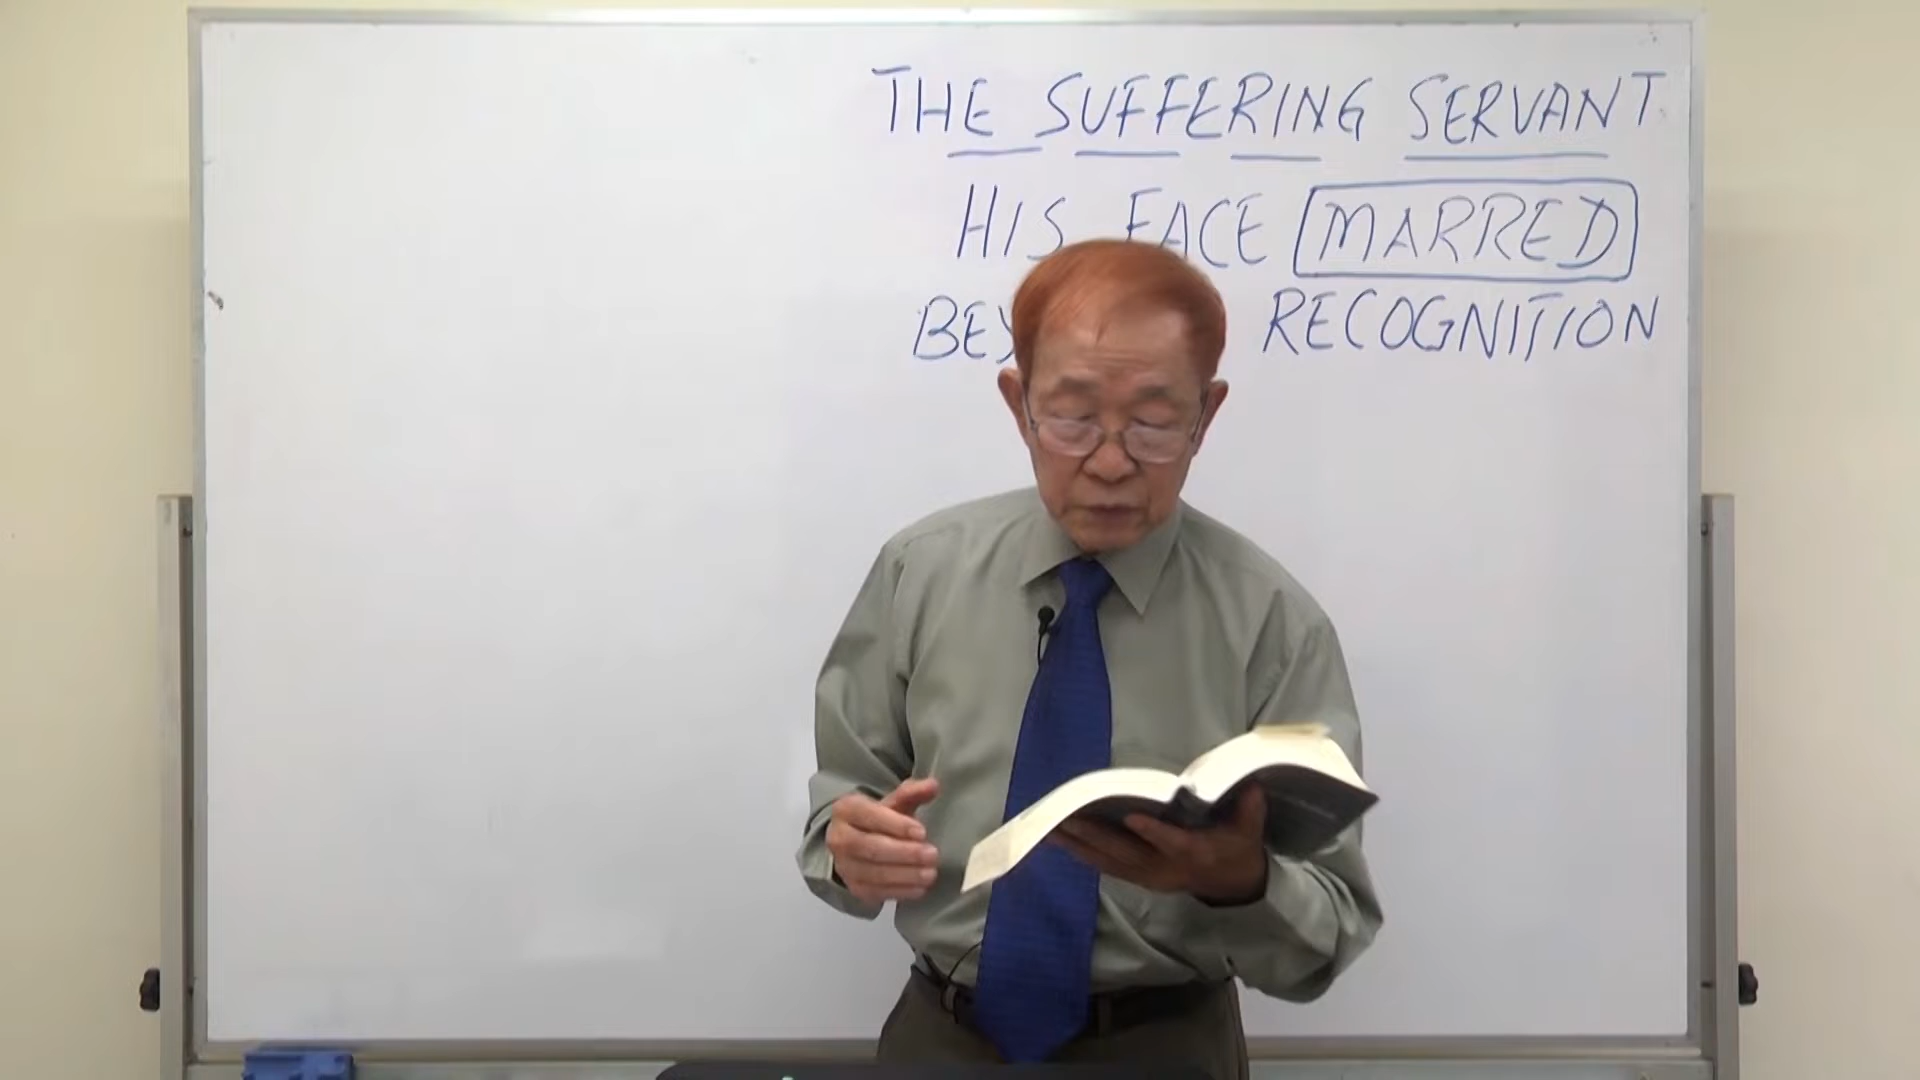 THE SUFFERING SERVANT
HIS FACE MARRED
RECOGNITION